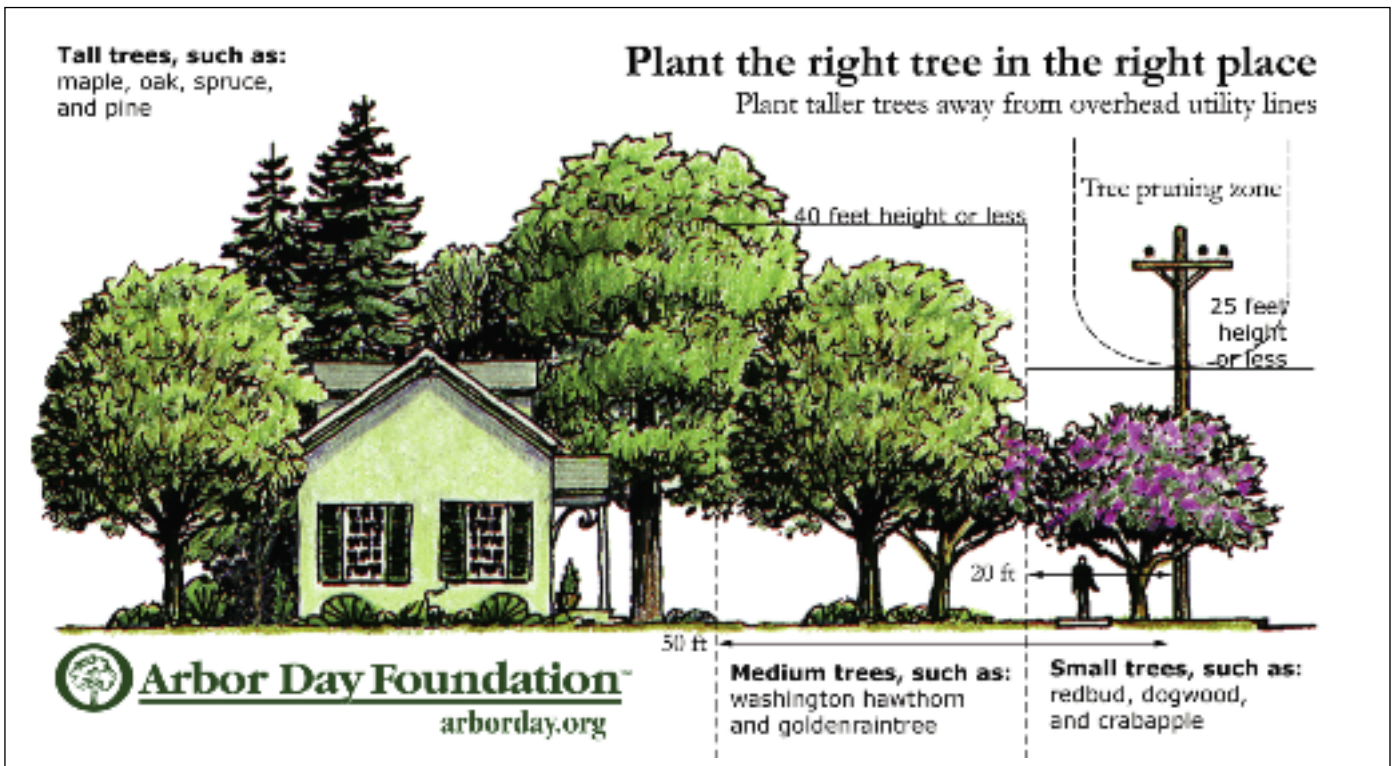 Tall trees, such as:
maple, oak, spruce,
and pine
Plant the right tree in the right place
Plant taller trees away from overhead utility lines
Tree pruning zone
40 feet height or less
25 feet
height
or less
20 ft
50 ft
Medium trees, such as:
washington hawthorn
and goldenraintree
Small trees, such as:
redbud, dogwood,
and crabapple
Arbor Day Foundation™
arborday.org